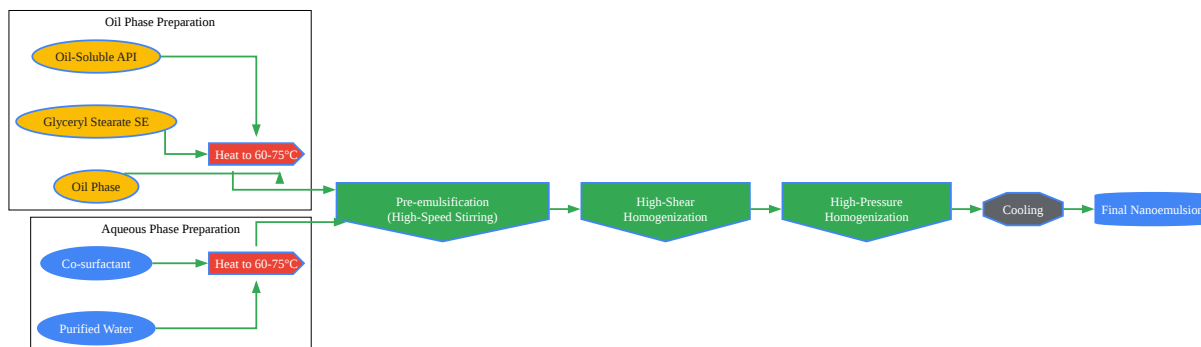 Oil Phase Preparation
Oil-Soluble API
Glyceryl Stearate SE
Heat to 60-75°C
Oil Phase
Aqueous Phase Preparation
Co-surfactant
Heat to 60-75°C
Purified Water
Pre-emulsification
(High-Speed Stirring)
High-Shear
Homogenization
High-Pressure
Homogenization
Cooling
Final Nanoemulsion